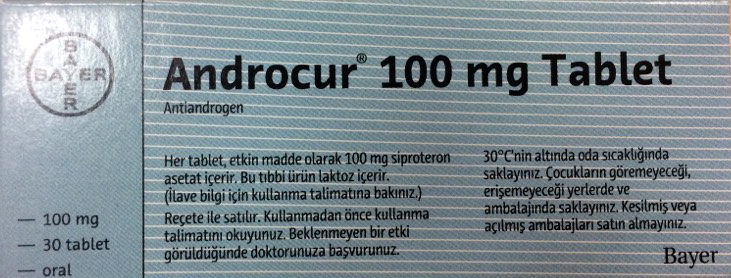 BAYER
BAYER
Androcur® 100 mg Tablet
Antiandrogen
Her tablet, etkin madde olarak 100 mg siproteron
asetat içerir. Bu tıbbi ürün laktoz içerir.
(İlave bilgi için kullanma talimatına bakınız.)
Reçete ile satılır. Kullanmadan önce kullanma
talimatını okuyunuz. Beklenmeyen bir etki
görüldüğünde doktorunuza başvurunuz.
30°C'nin altında oda sıcaklığında
saklayınız. Çocukların göremeyeceği,
erişemeyeceği yerlerde ve
ambalajında saklayınız. Kesilmiş veya
açılmış ambalajları satın almayınız.
— 100 mg
— 30 tablet
— oral
Bayer